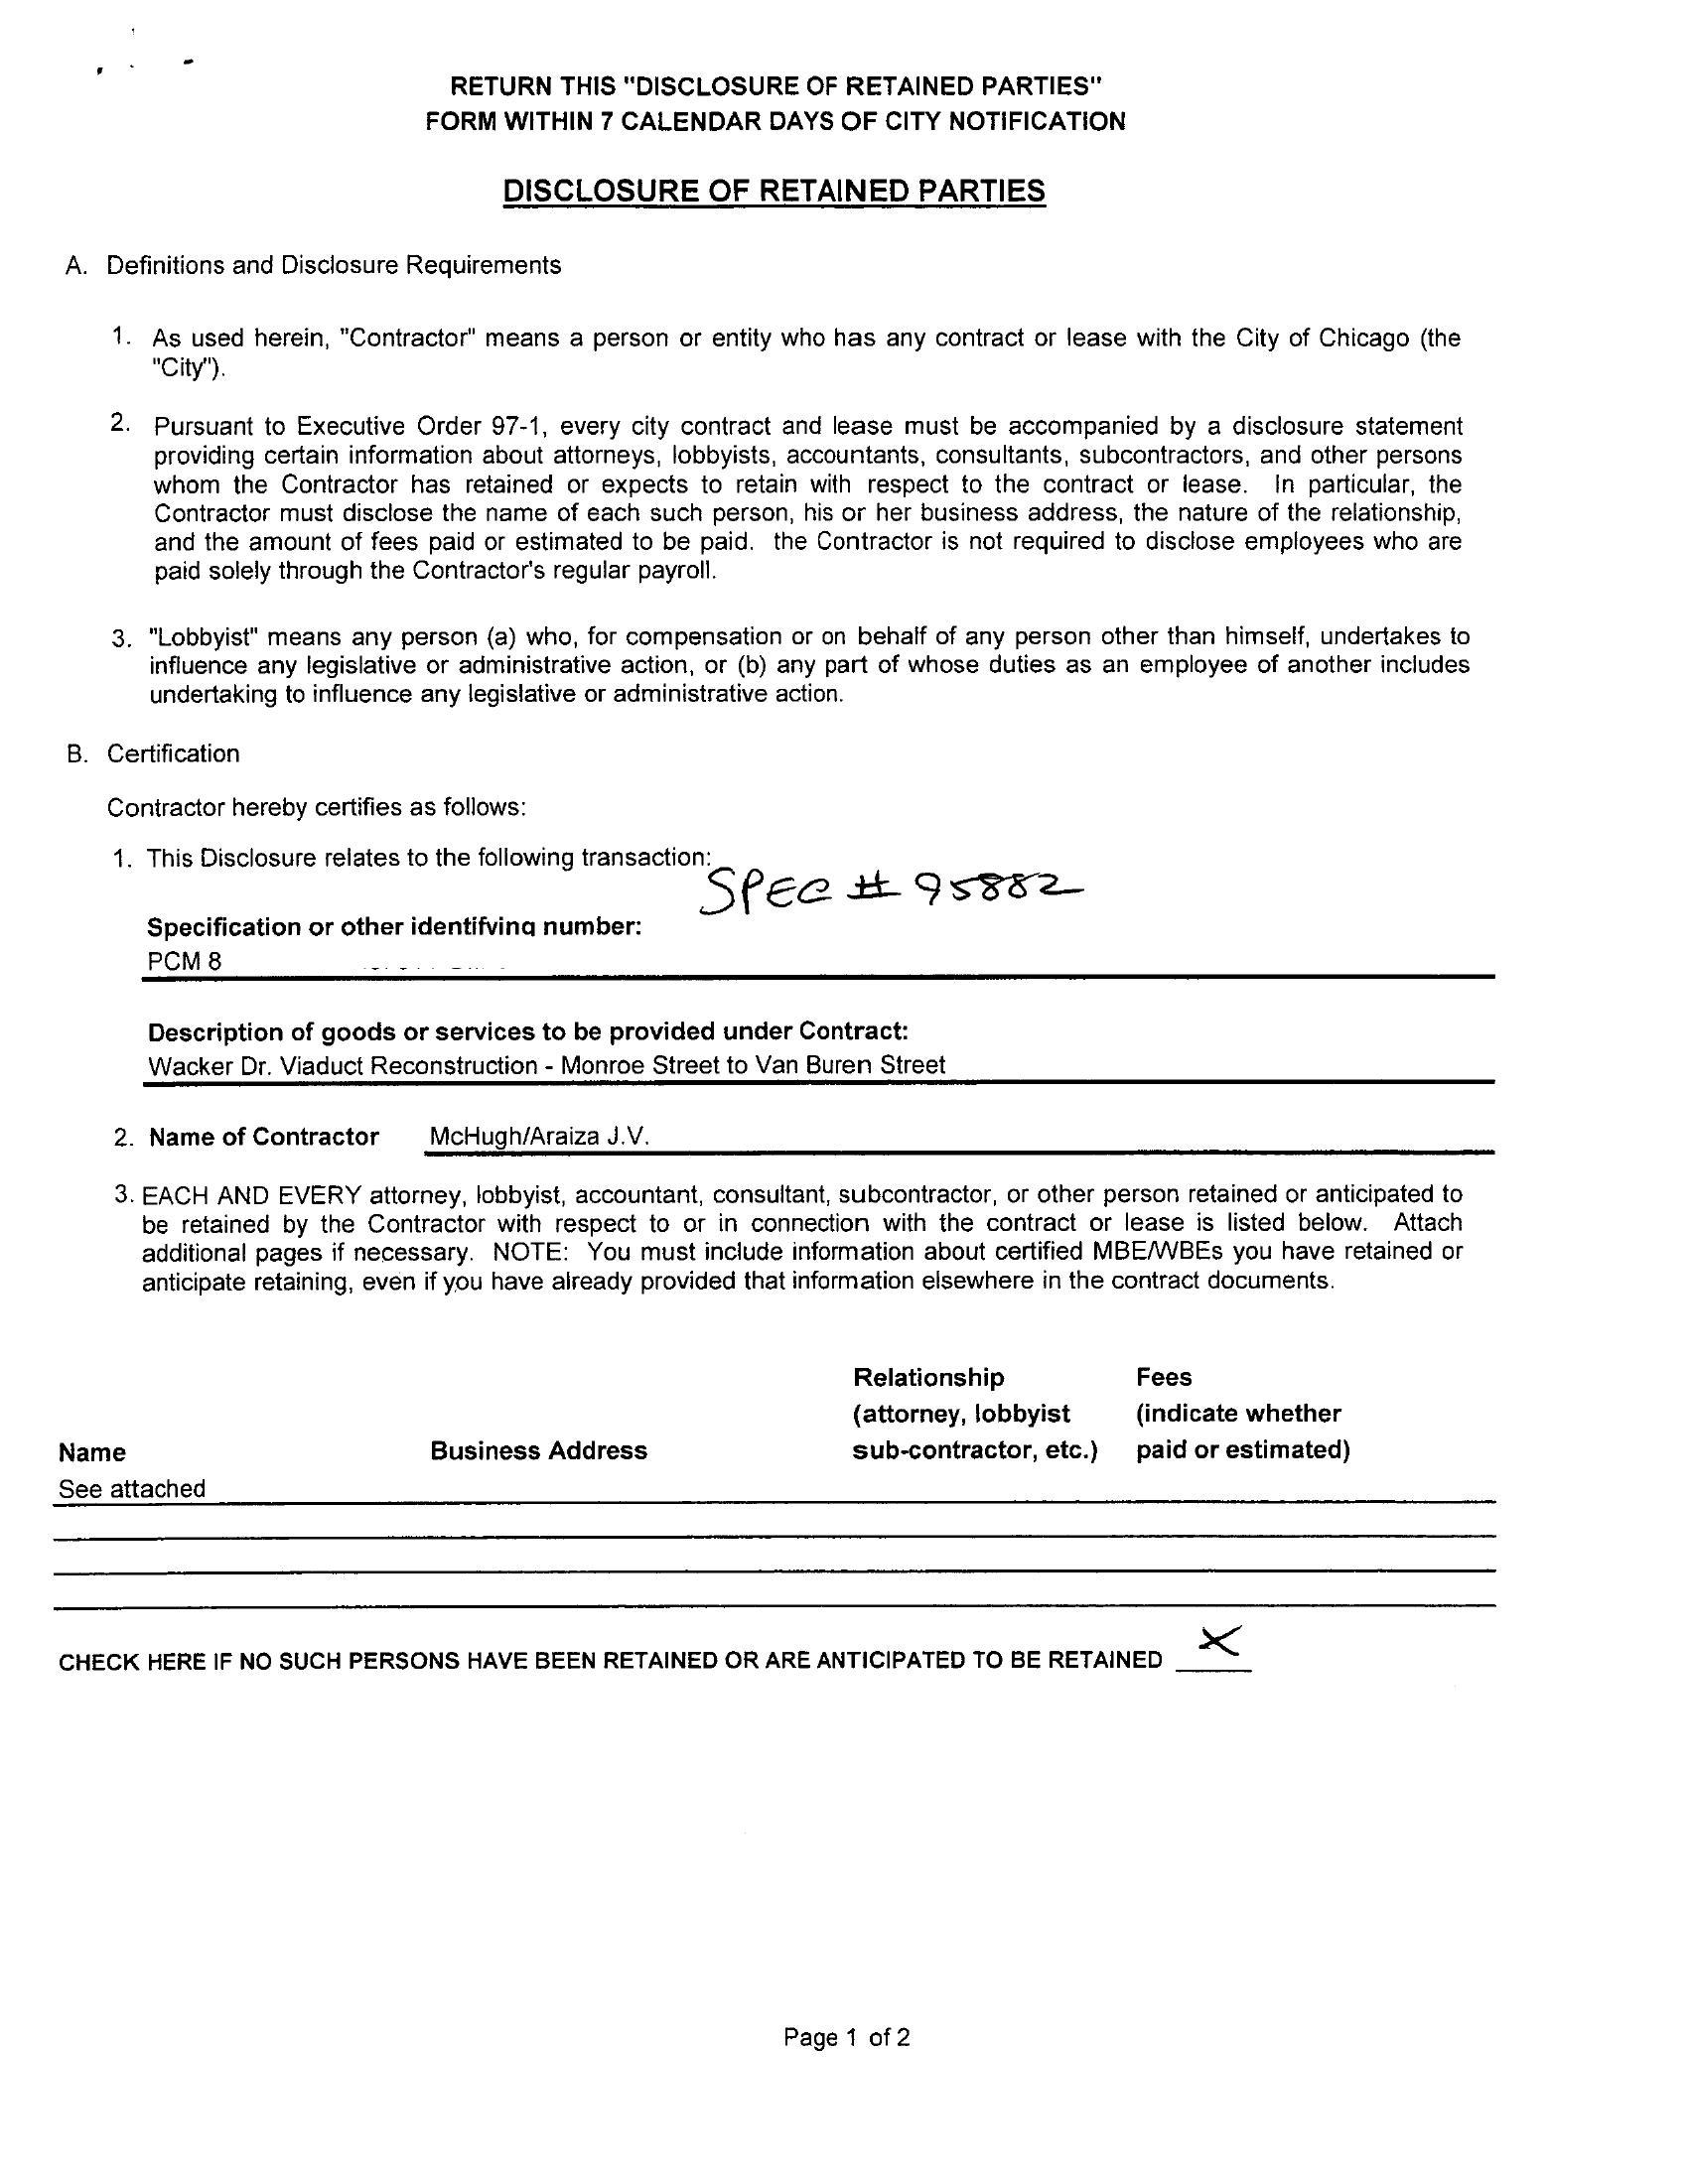 RETURN THIS "DISCLOSURE OF RETAINED PARTIES"
FORM WITHIN 7 CALENDAR DAYS OF CITY NOTIFICATION
DISCLOSURE OF RETAINED PARTIES
A. Definitions and Disclosure Requirements
1. As used herein, "Contractor" means a person or entity who has any contract or lease with the City of Chicago (the
"City").
2. Pursuant to Executive Order 97-1, every city contract and lease must be accompanied by a disclosure statement
providing certain information about attorneys, lobbyists, accountants, consultants, subcontractors, and other persons
whom the Contractor has retained or expects to retain with respect to the contract or lease. In particular, the
Contractor must disclose the name of each such person, his or her business address, the nature of the relationship,
and the amount of fees paid or estimated to be paid. the Contractor is not required to disclose employees who are
paid solely through the Contractor's regular payroll.
3. "Lobbyist" means any person (a) who, for compensation or on behalf of any person other than himself, undertakes to
influence any legislative or administrative action, or (b) any part of whose duties as an employee of another includes
undertaking to influence any legislative or administrative action.
B. Certification
Contractor hereby certifies as follows:
1. This Disclosure relates to the following transaction:
SPEC # 95882
Specification or other identifying number:
PCM 8
Description of goods or services to be provided under Contract:
Wacker Dr. Viaduct Reconstruction - Monroe Street to Van Buren Street
2. Name of Contractor McHugh/Araiza J.V.
3. EACH AND EVERY attorney, lobbyist, accountant, consultant, subcontractor, or other person retained or anticipated to
be retained by the Contractor with respect to or in connection with the contract or lease is listed below. Attach
additional pages if necessary. NOTE: You must include information about certified MBE/WBEs you have retained or
anticipate retaining, even if you have already provided that information elsewhere in the contract documents.
Relationship Fees
(attorney, lobbyist (indicate whether
Name Business Address sub-contractor, etc.) paid or estimated)
See attached
CHECK HERE IF NO SUCH PERSONS HAVE BEEN RETAINED OR ARE ANTICIPATED TO BE RETAINED X
Page 1 of 2